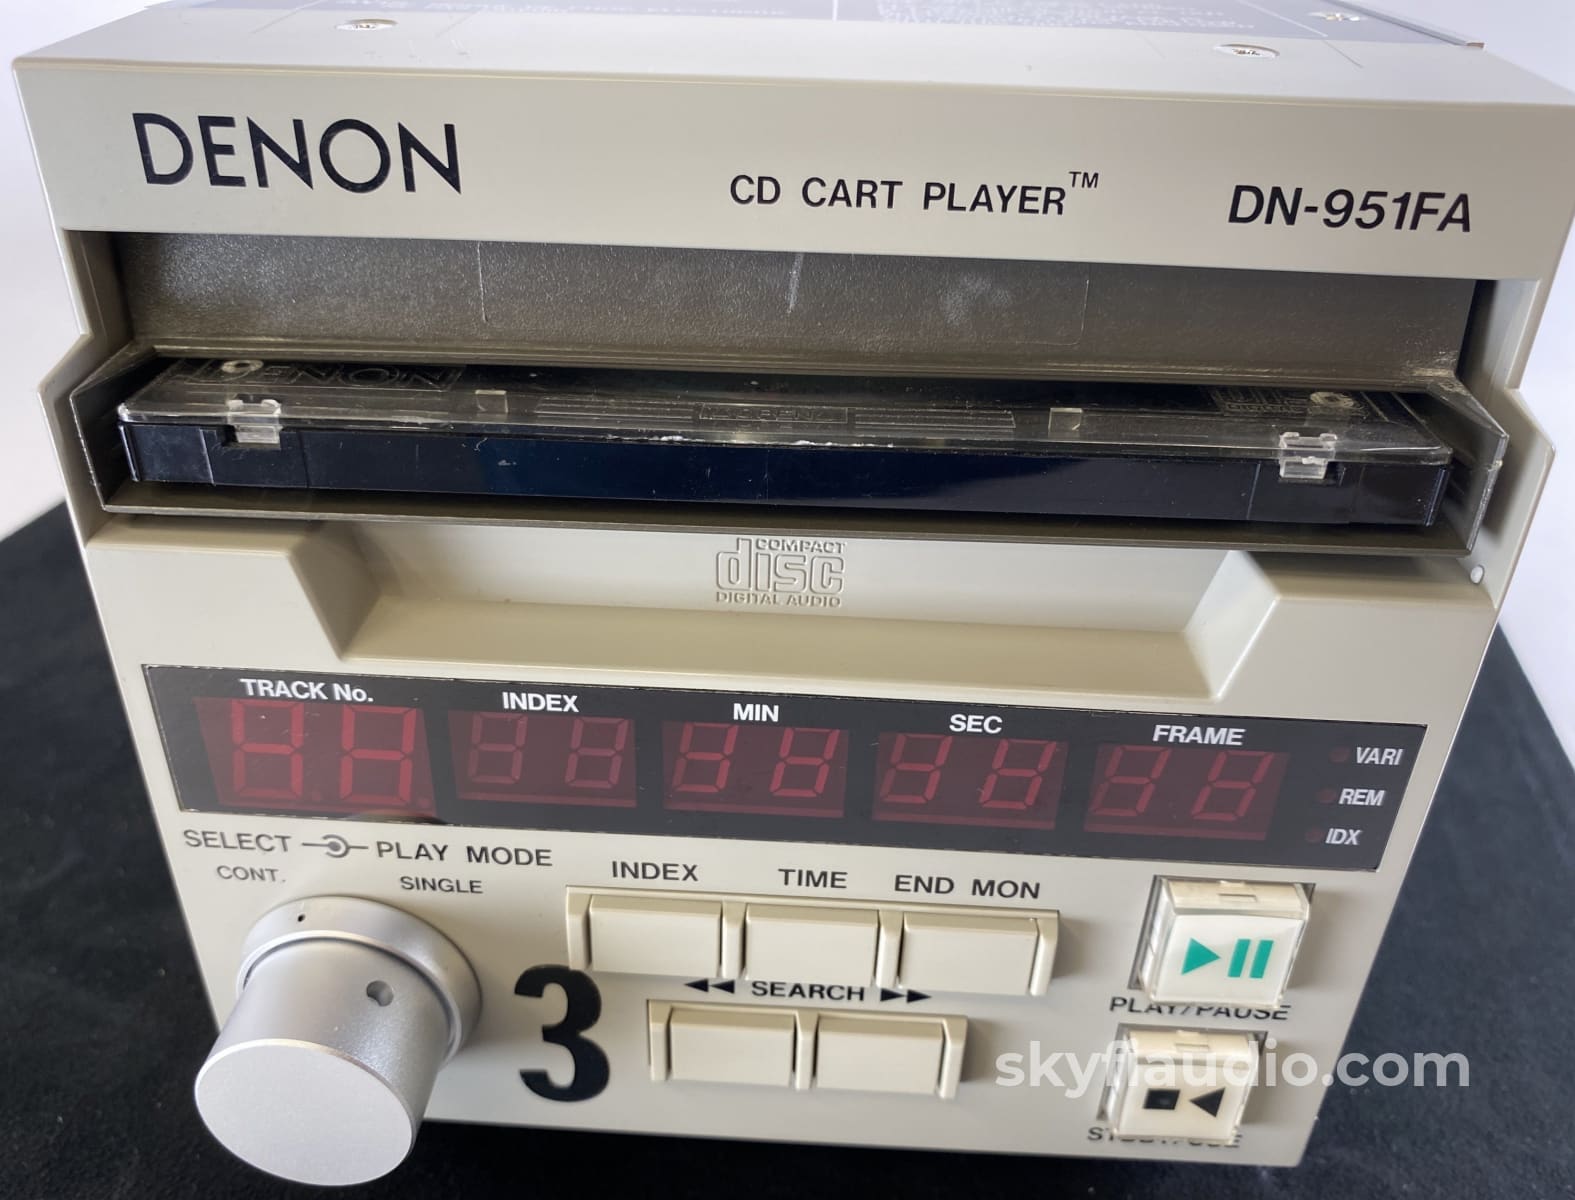 DENON
CD CART PLAYER™
DN-951FA
DENON
COMPACT
disc
DIGITAL AUDIO
TRACK No.
INDEX
MIN
SEC
FRAME
VARI
REM
IDX
SELECT
PLAY MODE
CONT.
SINGLE
INDEX
TIME
END MON
SEARCH
3
PLAY/PAUSE
skyfiaudio.com